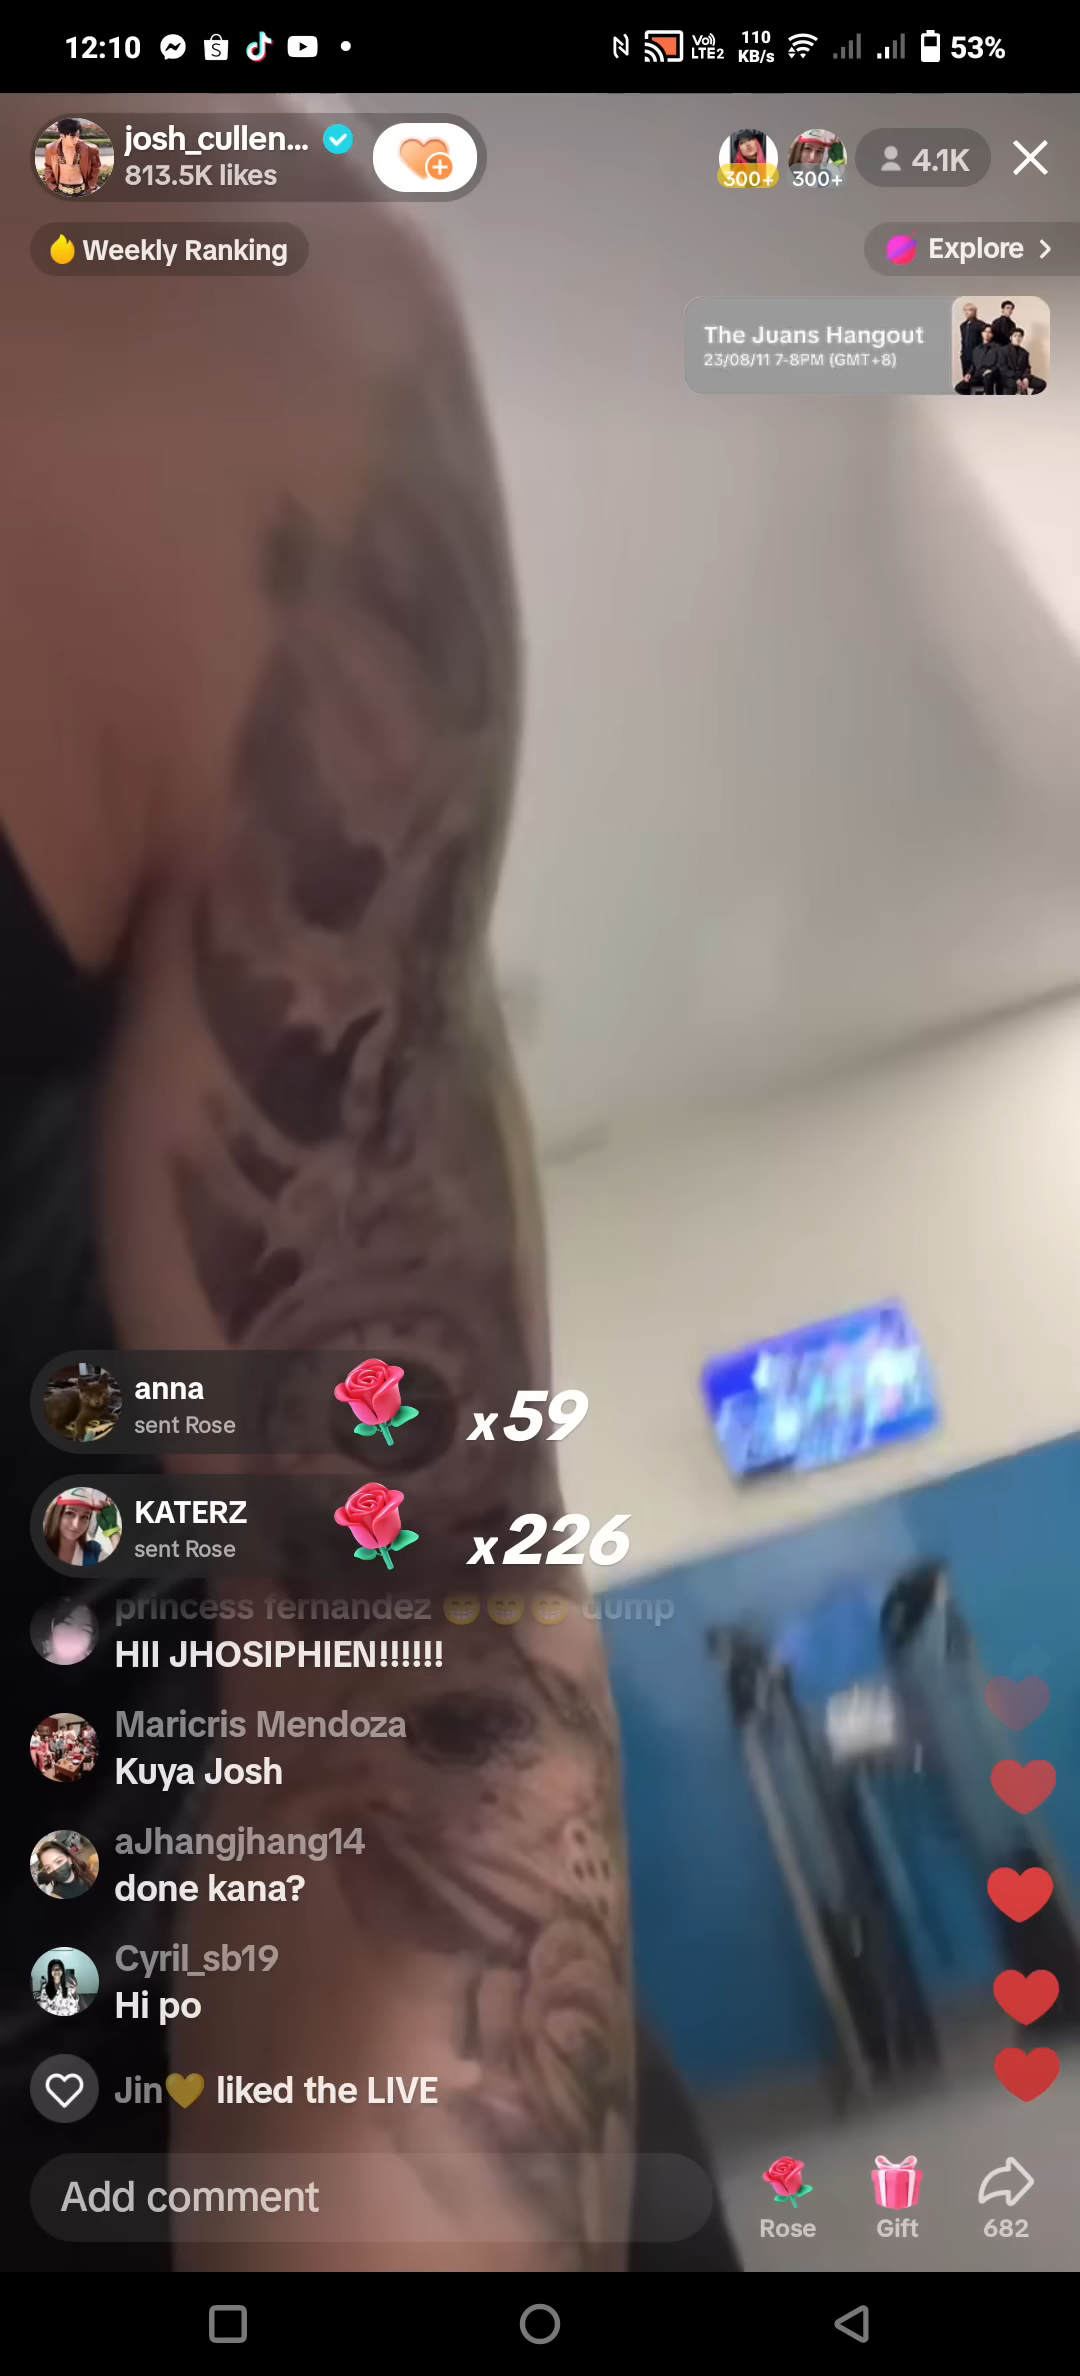 12:10
Vo)) LTE2
110 KB/s
53%
josh_cullen...
813.5K likes
300+
300+
4.1K
Weekly Ranking
Explore
The Juans Hangout
23/08/11 7-8PM (GMT+8)
anna
sent Rose
x59
KATERZ
sent Rose
x226
princess fernandez 😁😁😁 dump
HII JHOSIPHIEN!!!!!!
Maricris Mendoza
Kuya Josh
aJhangjhang14
done kana?
Cyril_sb19
Hi po
Jin💛 liked the LIVE
Add comment
Rose
Gift
682